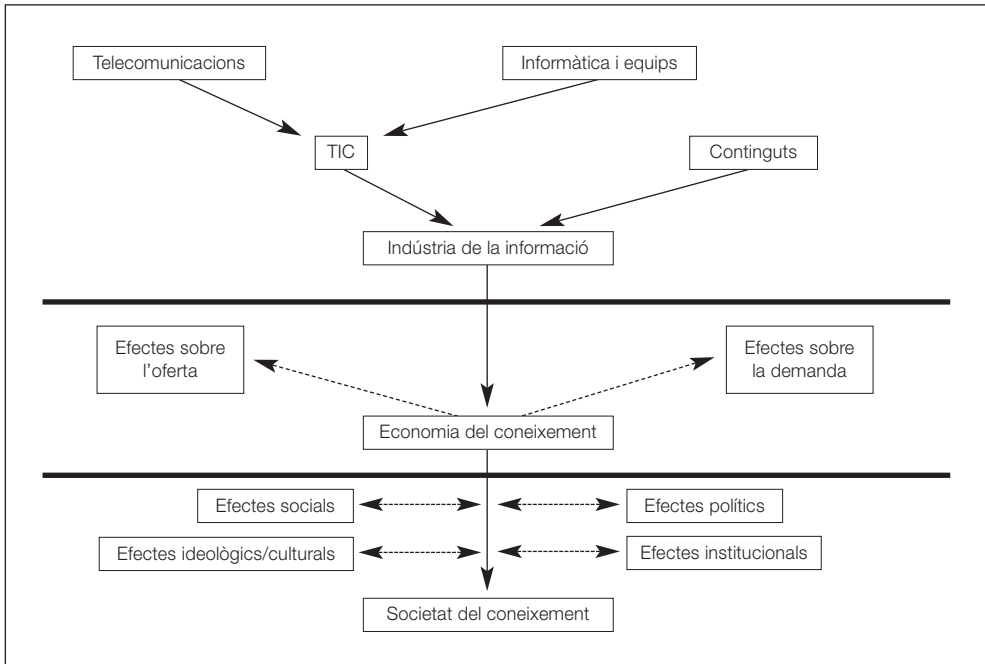 Telecomunicacions
Informàtica i equips
TIC
Continguts
Indústria de la informació
Efectes sobre
l'oferta
Efectes sobre
la demanda
Economia del coneixement
Efectes socials
Efectes polítics
Efectes ideològics/culturals
Efectes institucionals
Societat del coneixement